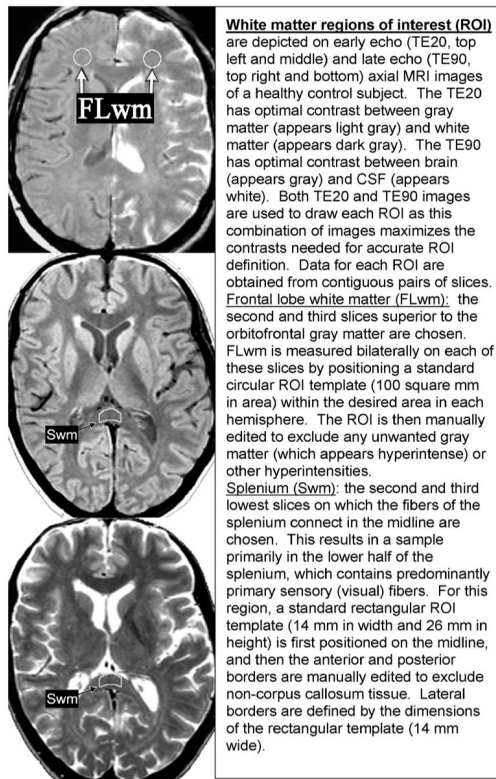 FLwm
Swm
Swm
White matter regions of interest (ROI)
are depicted on early echo (TE20, top
left and middle) and late echo (TE90,
top right and bottom) axial MRI images
of a healthy control subject. The TE20
has optimal contrast between gray
matter (appears light gray) and white
matter (appears dark gray). The TE90
has optimal contrast between brain
(appears gray) and CSF (appears
white). Both TE20 and TE90 images
are used to draw each ROI as this
combination of images maximizes the
contrasts needed for accurate ROI
definition. Data for each ROI are
obtained from contiguous pairs of slices.
Frontal lobe white matter (FLwm): the
second and third slices superior to the
orbitofrontal gray matter are chosen.
FLwm is measured bilaterally on each of
these slices by positioning a standard
circular ROI template (100 square mm
in area) within the desired area in each
hemisphere. The ROI is then manually
edited to exclude any unwanted gray
matter (which appears hyperintense) or
other hyperintensities.
Splenium (Swm): the second and third
lowest slices on which the fibers of the
splenium connect in the midline are
chosen. This results in a sample
primarily in the lower half of the
splenium, which contains predominantly
primary sensory (visual) fibers. For this
region, a standard rectangular ROI
template (14 mm in width and 26 mm in
height) is first positioned on the midline,
and then the anterior and posterior
borders are manually edited to exclude
non-corpus callosum tissue. Lateral
borders are defined by the dimensions
of the rectangular template (14 mm
wide).